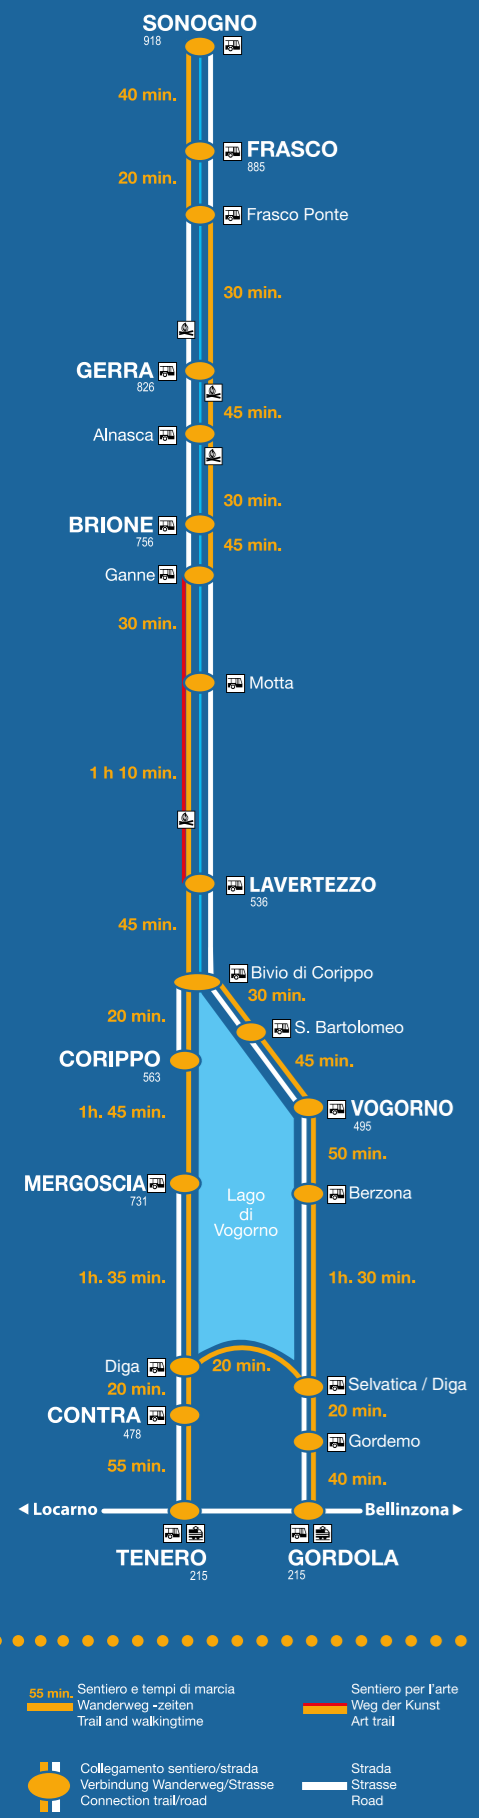 SONOGNO
918
40 min.
FRASCO
885
20 min.
Frasco Ponte
30 min.
GERRA
826
45 min.
Alnasca
30 min.
BRIONE
756
45 min.
Ganne
30 min.
Motta
1 h 10 min.
LAVERTEZZO
536
45 min.
Bivio di Corippo
30 min.
20 min.
S. Bartolomeo
CORIPPO
563
45 min.
1h. 45 min.
VOGORNO
495
50 min.
MERGOSCIA
731
Berzona
Lago
di
Vogorno
1h. 35 min.
1h. 30 min.
Diga
20 min.
20 min.
Selvatica / Diga
20 min.
CONTRA
478
Gordemo
55 min.
40 min.
Locarno
Bellinzona
TENERO
215
GORDOLA
215
55 min.
Sentiero e tempi di marcia
Wanderweg -zeiten
Trail and walkingtime
Sentiero per l'arte
Weg der Kunst
Art trail
Collegamento sentiero/strada
Verbindung Wanderweg/Strasse
Connection trail/road
Strada
Strasse
Road